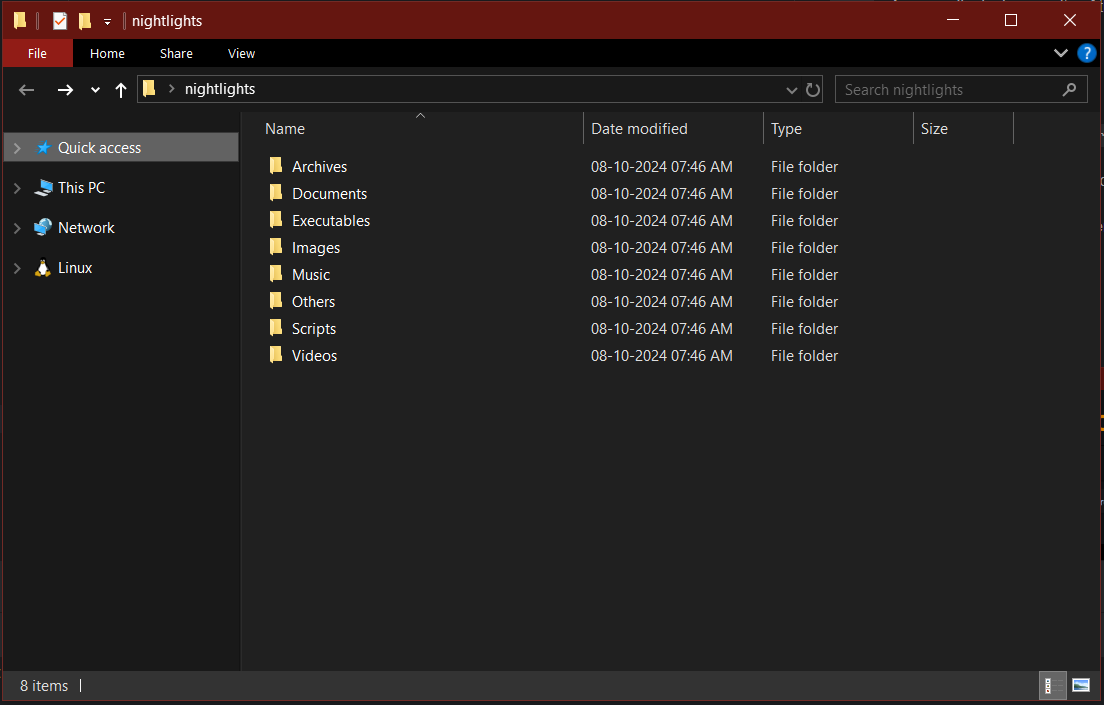 nightlights
File Home Share View
?
nightlights
Search nightlights
Name Date modified Type Size
Quick access
This PC
Network
Linux
Archives 08-10-2024 07:46 AM File folder
Documents 08-10-2024 07:46 AM File folder
Executables 08-10-2024 07:46 AM File folder
Images 08-10-2024 07:46 AM File folder
Music 08-10-2024 07:46 AM File folder
Others 08-10-2024 07:46 AM File folder
Scripts 08-10-2024 07:46 AM File folder
Videos 08-10-2024 07:46 AM File folder
8 items